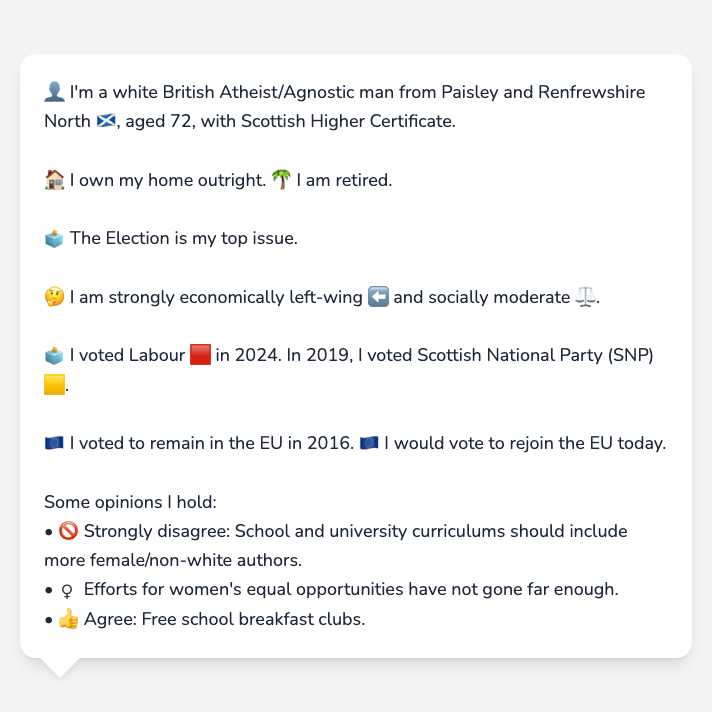 👤 I'm a white British Atheist/Agnostic man from Paisley and Renfrewshire
North 🏴󠁧󠁢󠁳󠁣󠁴󠁿, aged 72, with Scottish Higher Certificate.
🏠 I own my home outright. 🌴 I am retired.
🗳️ The Election is my top issue.
🤔 I am strongly economically left-wing ⬅️ and socially moderate ⚖️.
🗳️ I voted Labour 🟥 in 2024. In 2019, I voted Scottish National Party (SNP)
🟨.
🇪🇺 I voted to remain in the EU in 2016. 🇪🇺 I would vote to rejoin the EU today.
Some opinions I hold:
• 🚫 Strongly disagree: School and university curriculums should include
more female/non-white authors.
• ♀ Efforts for women's equal opportunities have not gone far enough.
• 👍 Agree: Free school breakfast clubs.